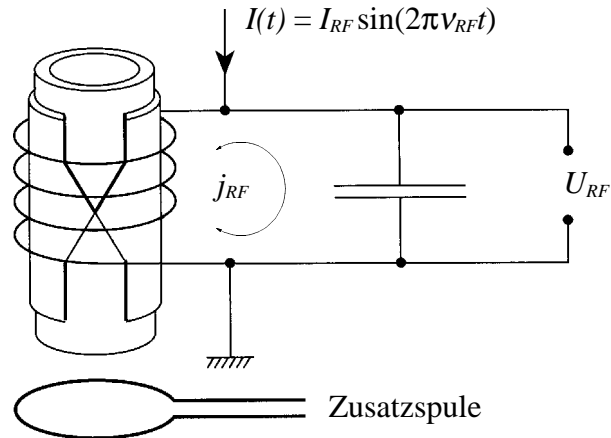 I(t) = I_RF sin(2πν_RF t)
j_RF
U_RF
Zusatzspule